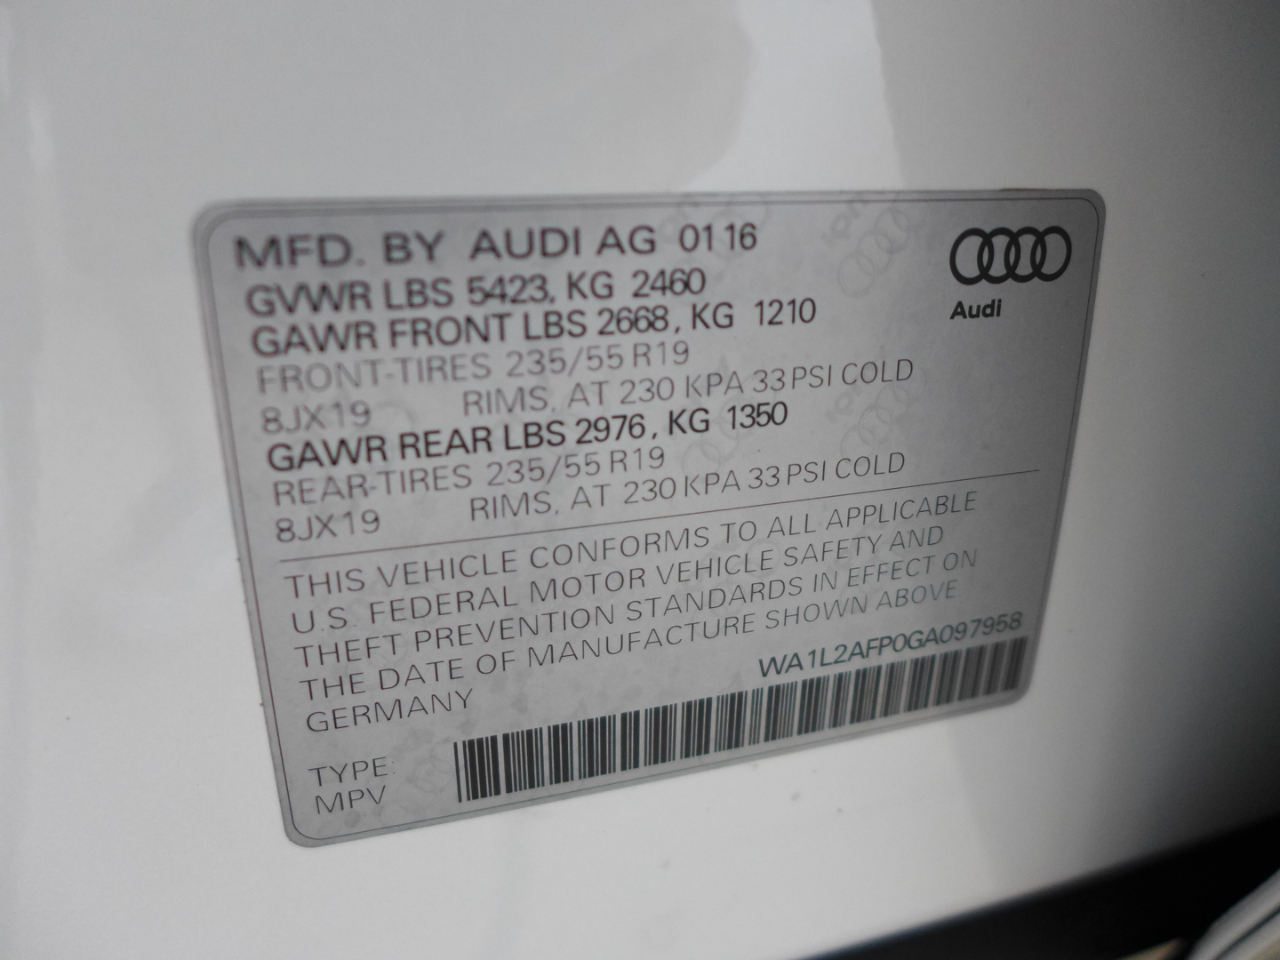 MFD. BY AUDI AG 01 16
GVWR LBS 5423, KG 2460
GAWR FRONT LBS 2668, KG 1210
FRONT-TIRES 235/55 R19
8JX19 RIMS, AT 230 KPA 33 PSI COLD
GAWR REAR LBS 2976, KG 1350
REAR-TIRES 235/55 R19
8JX19 RIMS, AT 230 KPA 33 PSI COLD
Audi
THIS VEHICLE CONFORMS TO ALL APPLICABLE
U.S. FEDERAL MOTOR VEHICLE SAFETY AND
THEFT PREVENTION STANDARDS IN EFFECT ON
THE DATE OF MANUFACTURE SHOWN ABOVE
GERMANY
WA1L2AFP0GA097958
TYPE:
MPV